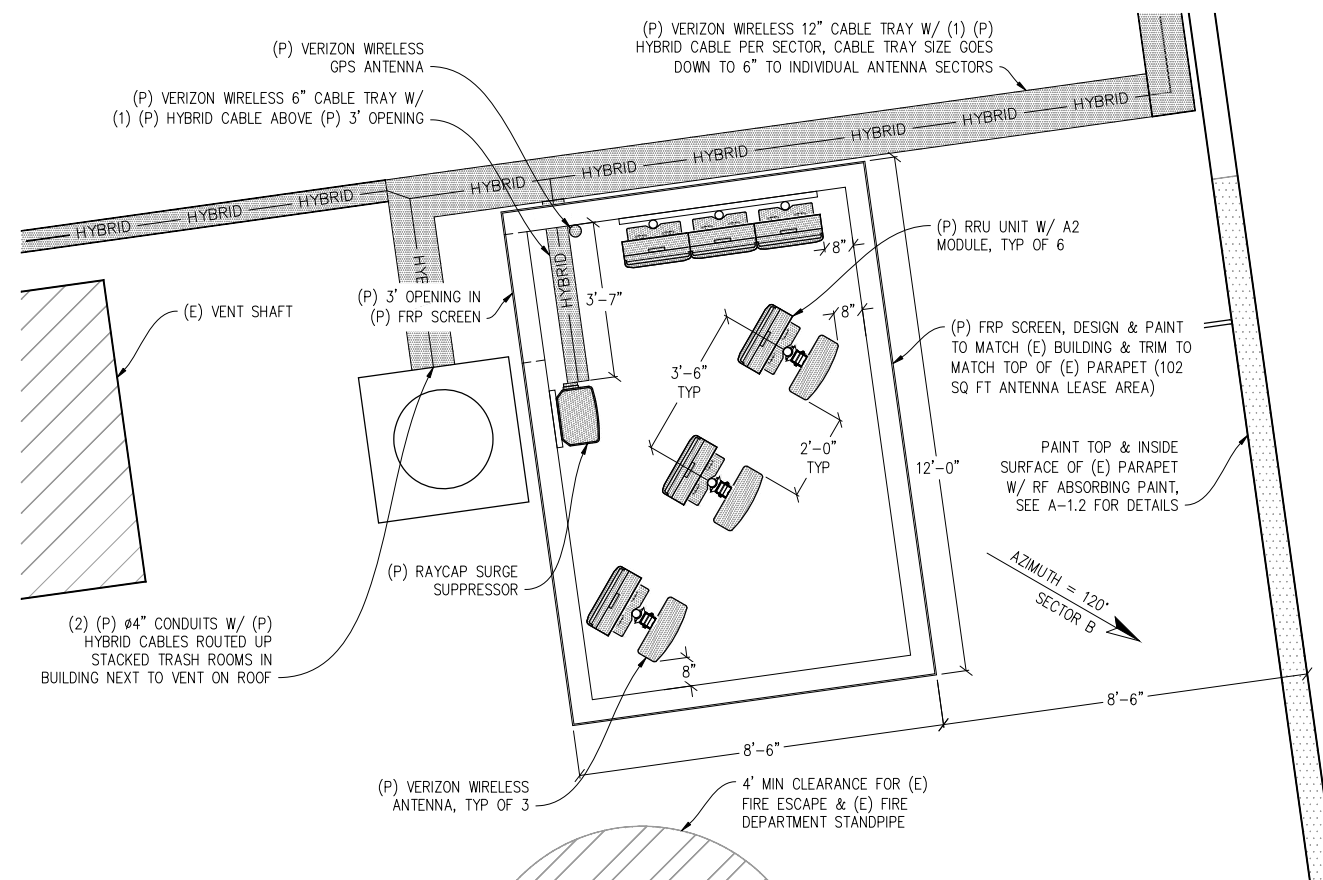 (P) VERIZON WIRELESS
GPS ANTENNA
(P) VERIZON WIRELESS 12" CABLE TRAY W/ (1) (P)
HYBRID CABLE PER SECTOR, CABLE TRAY SIZE GOES
DOWN TO 6" TO INDIVIDUAL ANTENNA SECTORS
(P) VERIZON WIRELESS 6" CABLE TRAY W/
(1) (P) HYBRID CABLE ABOVE (P) 3' OPENING
HYBRID
HYBRID
HYBRID
HYBRID
HYBRID
HYBRID
HYBRID
HYBRID
HYBRID
HYB
HYBRID
(P) RRU UNIT W/ A2
MODULE, TYP OF 6
8"
(E) VENT SHAFT
(P) 3' OPENING IN
(P) FRP SCREEN
3'-7"
8"
(P) FRP SCREEN, DESIGN & PAINT
TO MATCH (E) BUILDING & TRIM TO
MATCH TOP OF (E) PARAPET (102
SQ FT ANTENNA LEASE AREA)
3'-6"
TYP
2'-0"
TYP
12'-0"
PAINT TOP & INSIDE
SURFACE OF (E) PARAPET
W/ RF ABSORBING PAINT,
SEE A-1.2 FOR DETAILS
(P) RAYCAP SURGE
SUPPRESSOR
AZIMUTH = 120°
SECTOR B
(2) (P) ø4" CONDUITS W/ (P)
HYBRID CABLES ROUTED UP
STACKED TRASH ROOMS IN
BUILDING NEXT TO VENT ON ROOF
8"
8'-6"
8'-6"
(P) VERIZON WIRELESS
ANTENNA, TYP OF 3
4' MIN CLEARANCE FOR (E)
FIRE ESCAPE & (E) FIRE
DEPARTMENT STANDPIPE